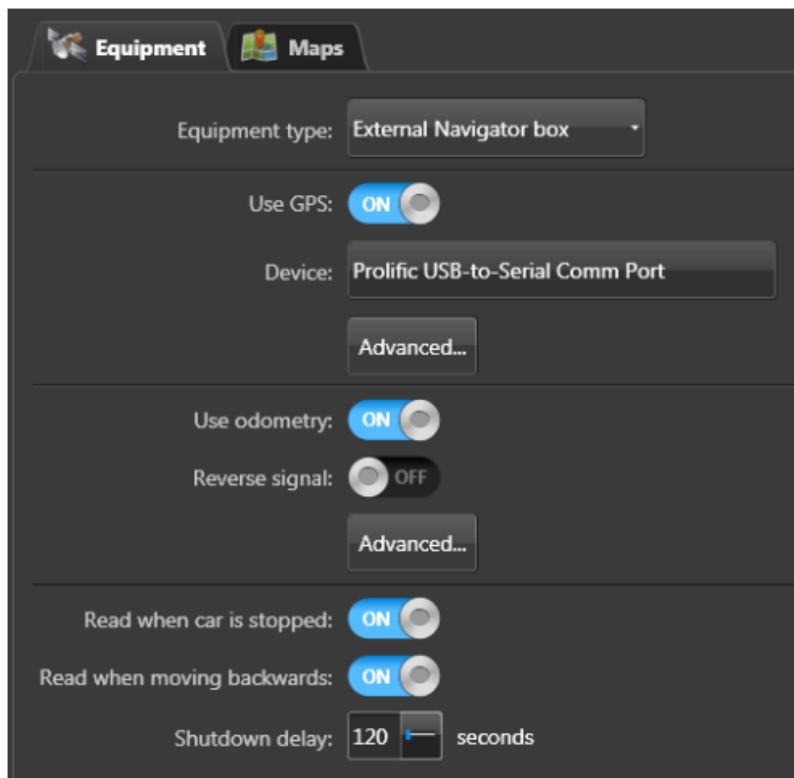 Equipment Maps
Equipment type: External Navigator box
Use GPS: ON
Device: Prolific USB-to-Serial Comm Port
Advanced...
Use odometry: ON
Reverse signal: OFF
Advanced...
Read when car is stopped: ON
Read when moving backwards: ON
Shutdown delay: 120 seconds